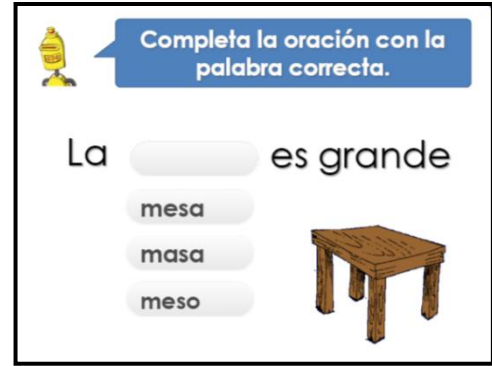 Completa la oración con la
palabra correcta.
La es grande
mesa
masa
meso